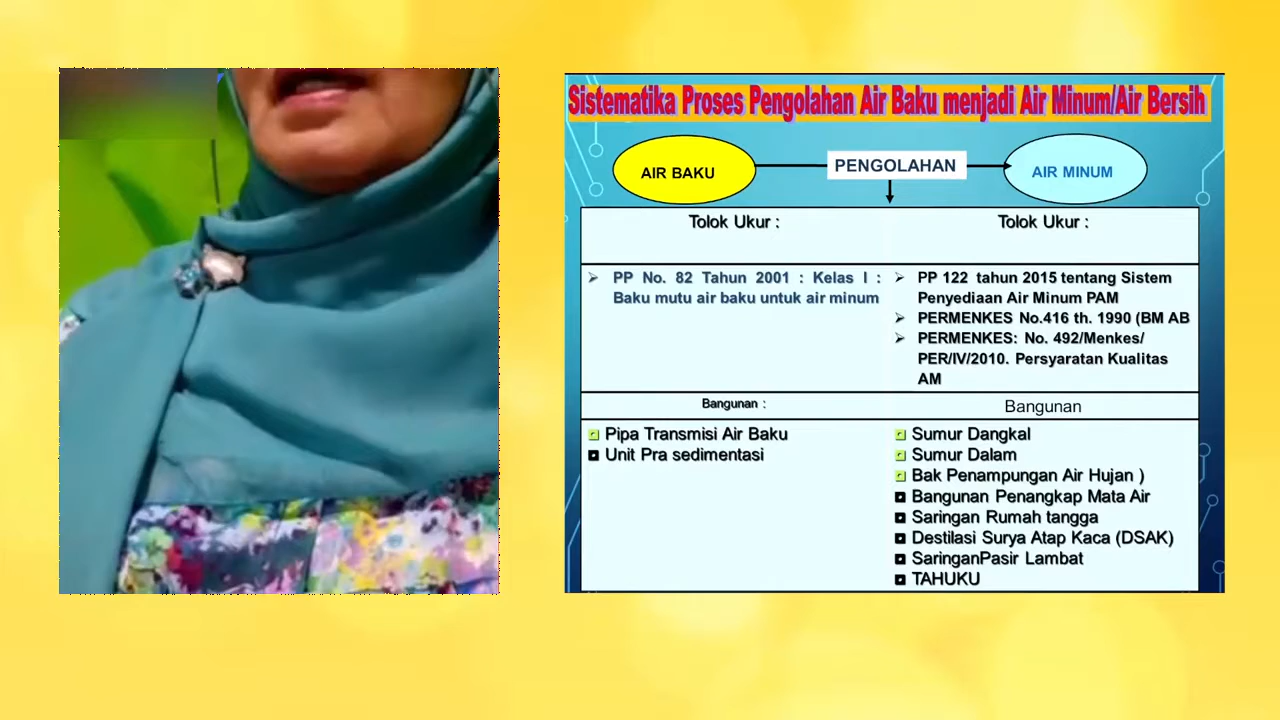 Sistematika Proses Pengolahan Air Baku menjadi Air Minum/Air Bersih
AIR BAKU
PENGOLAHAN
AIR MINUM
Tolok Ukur :
Tolok Ukur :
PP No. 82 Tahun 2001 : Kelas I :
Baku mutu air baku untuk air minum
PP 122 tahun 2015 tentang Sistem
Penyediaan Air Minum PAM
PERMENKES No.416 th. 1990 (BM AB
PERMENKES: No. 492/Menkes/
PER/IV/2010. Persyaratan Kualitas
AM
Bangunan :
Bangunan
Pipa Transmisi Air Baku
Unit Pra sedimentasi
Sumur Dangkal
Sumur Dalam
Bak Penampungan Air Hujan )
Bangunan Penangkap Mata Air
Saringan Rumah tangga
Destilasi Surya Atap Kaca (DSAK)
SaringanPasir Lambat
TAHUKU